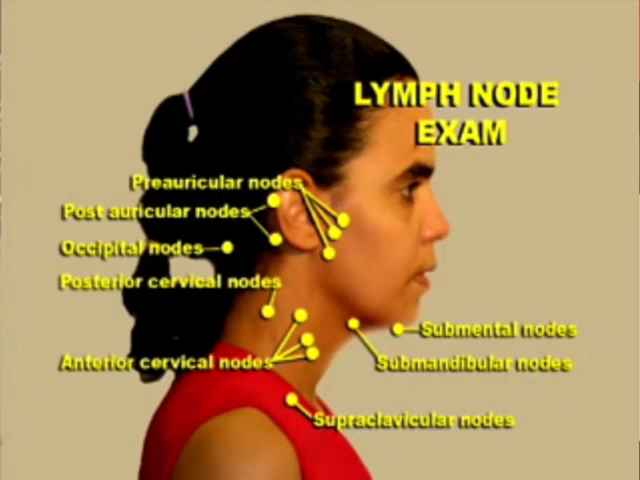 LYMPH NODE
EXAM
Preauricular nodes
Post auricular nodes
Occipital nodes
Posterior cervical nodes
Submental nodes
Anterior cervical nodes
Submandibular nodes
Supraclavicular nodes